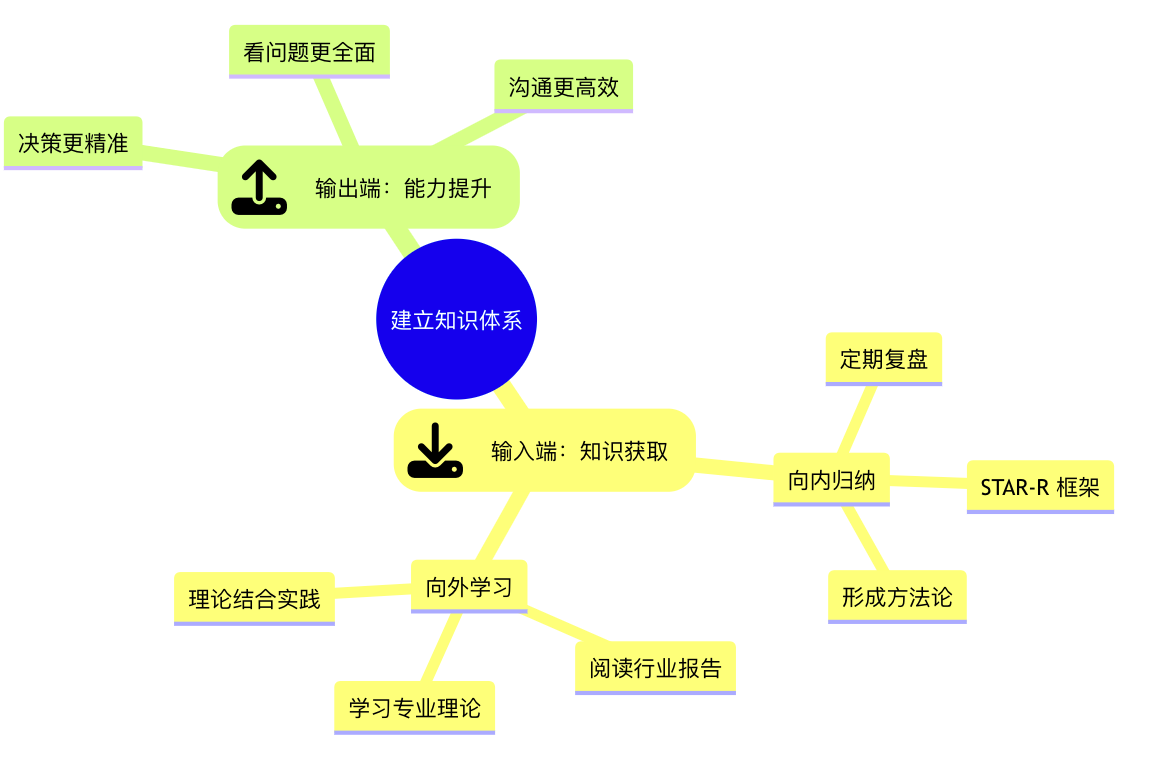 看问题更全面
沟通更高效
决策更精准
输出端：能力提升
建立知识体系
定期复盘
输入端：知识获取
向内归纳
STAR-R 框架
向外学习
理论结合实践
形成方法论
阅读行业报告
学习专业理论